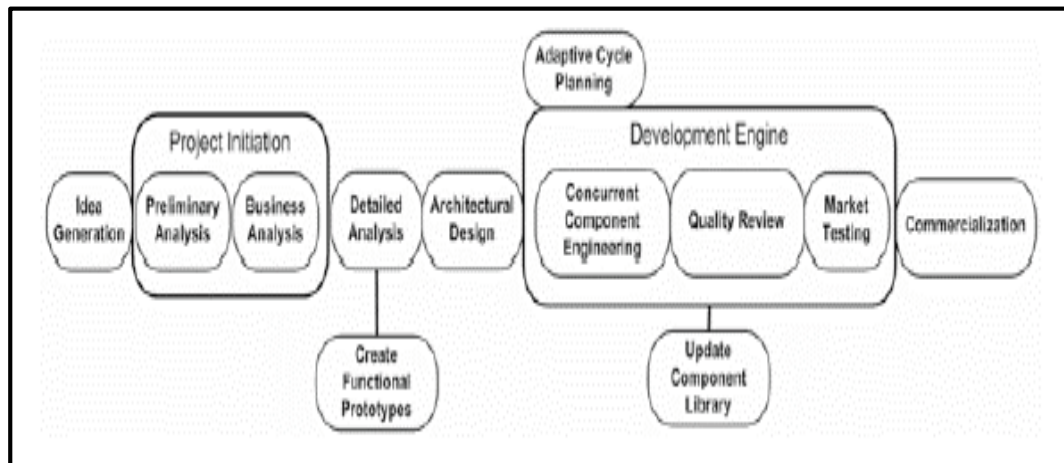 Adaptive Cycle
Planning
Project Initiation
Development Engine
Idea
Generation
Preliminary
Analysis
Business
Analysis
Detailed
Analysis
Architectural
Design
Concurrent
Component
Engineering
Quality Review
Market
Testing
Commercialization
Create
Functional
Prototypes
Update
Component
Library